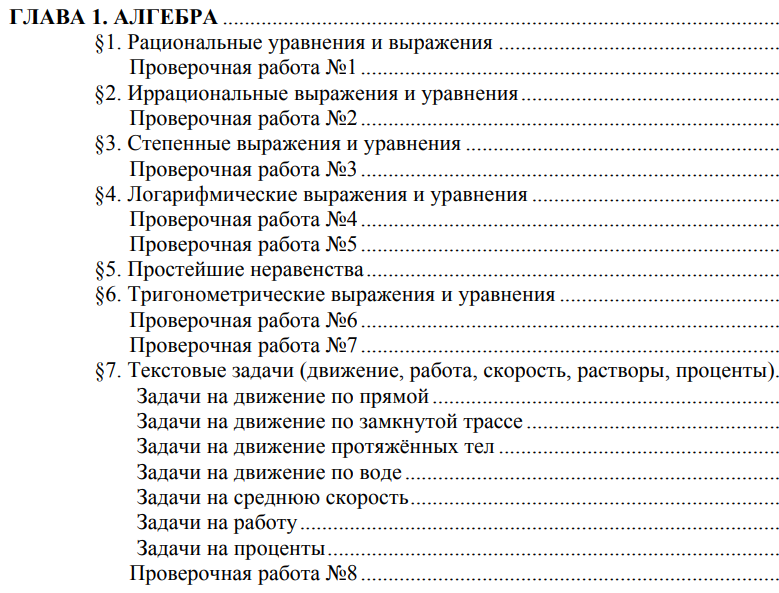 ГЛАВА 1. АЛГЕБРА
§1. Рациональные уравнения и выражения
Проверочная работа №1
§2. Иррациональные выражения и уравнения
Проверочная работа №2
§3. Степенные выражения и уравнения
Проверочная работа №3
§4. Логарифмические выражения и уравнения
Проверочная работа №4
Проверочная работа №5
§5. Простейшие неравенства
§6. Тригонометрические выражения и уравнения
Проверочная работа №6
Проверочная работа №7
§7. Текстовые задачи (движение, работа, скорость, растворы, проценты).
Задачи на движение по прямой
Задачи на движение по замкнутой трассе
Задачи на движение протяжённых тел
Задачи на движение по воде
Задачи на среднюю скорость
Задачи на работу
Задачи на проценты
Проверочная работа №8